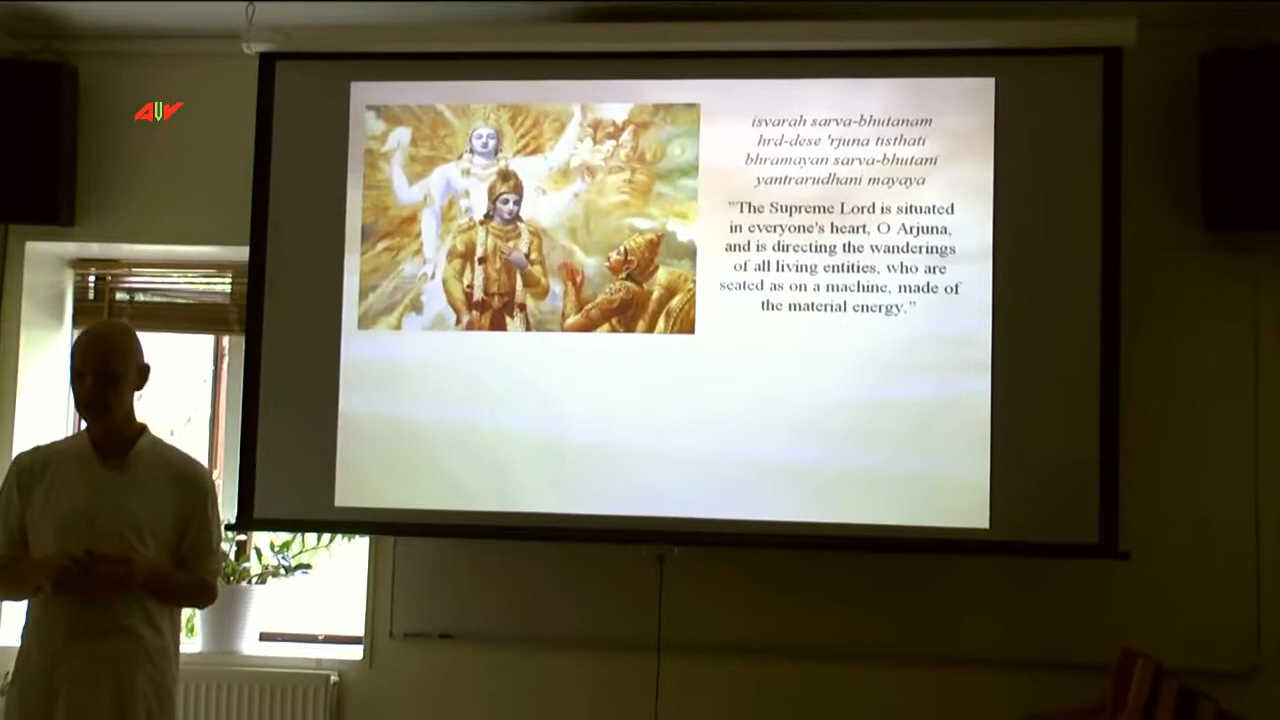 AVV
isvarah sarva-bhutanam
hrd-dese 'rjuna tisthati
bhramayan sarva-bhutani
yantrarudhani mayaya
"The Supreme Lord is situated
in everyone's heart, O Arjuna,
and is directing the wanderings
of all living entities, who are
seated as on a machine, made of
the material energy."